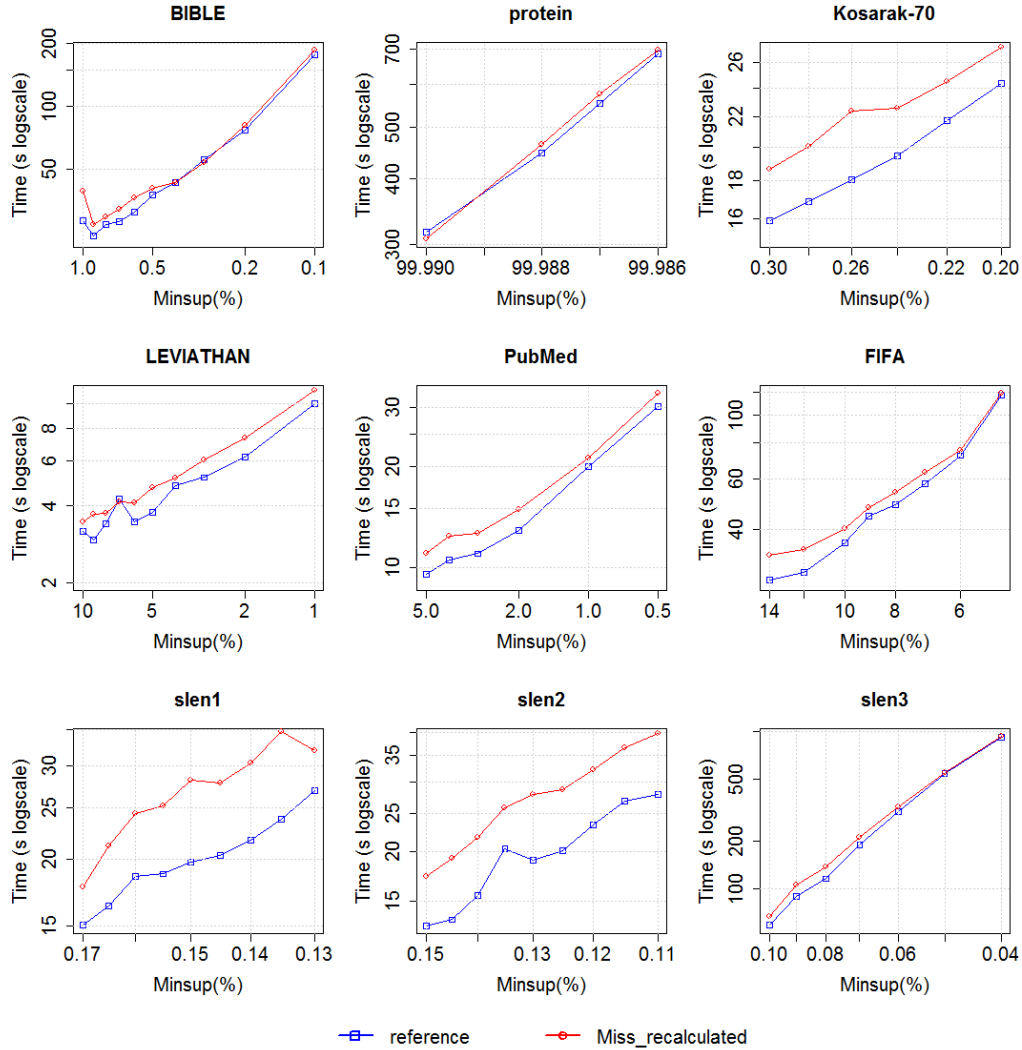 BIBLE
Time (s logscale)
200
100
50
1.0 0.5 0.2 0.1
Minsup(%)
protein
Time (s logscale)
700
500
400
300
99.990 99.988 99.986
Minsup(%)
Kosarak-70
Time (s logscale)
26
22
18
16
0.30 0.26 0.22 0.20
Minsup(%)
LEVIATHAN
Time (s logscale)
8
6
4
2
10 5 2 1
Minsup(%)
PubMed
Time (s logscale)
30
20
15
10
5.0 2.0 1.0 0.5
Minsup(%)
FIFA
Time (s logscale)
100
60
40
14 10 8 6
Minsup(%)
slen1
Time (s logscale)
30
25
20
15
0.17 0.15 0.14 0.13
Minsup(%)
slen2
Time (s logscale)
35
25
20
15
0.15 0.13 0.12 0.11
Minsup(%)
slen3
Time (s logscale)
500
200
100
0.10 0.08 0.06 0.04
Minsup(%)
reference Miss_recalculated